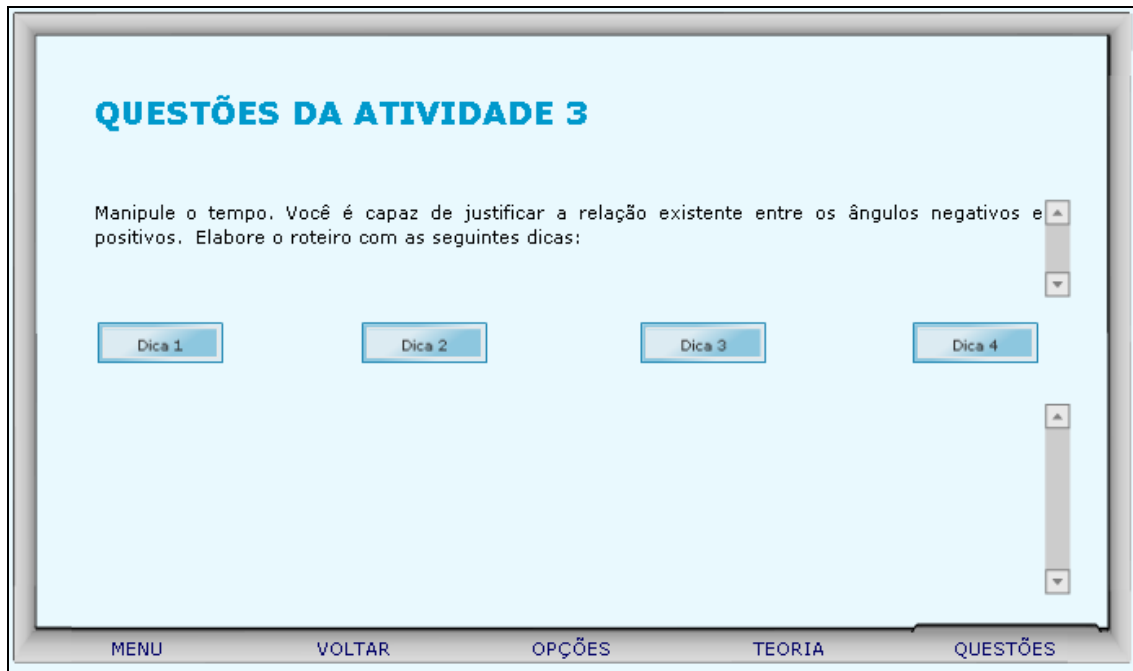 QUESTÕES DA ATIVIDADE 3
Manipule o tempo. Você é capaz de justificar a relação existente entre os ângulos negativos e
positivos. Elabore o roteiro com as seguintes dicas:
Dica 1 Dica 2 Dica 3 Dica 4
MENU VOLTAR OPÇÕES TEORIA QUESTÕES